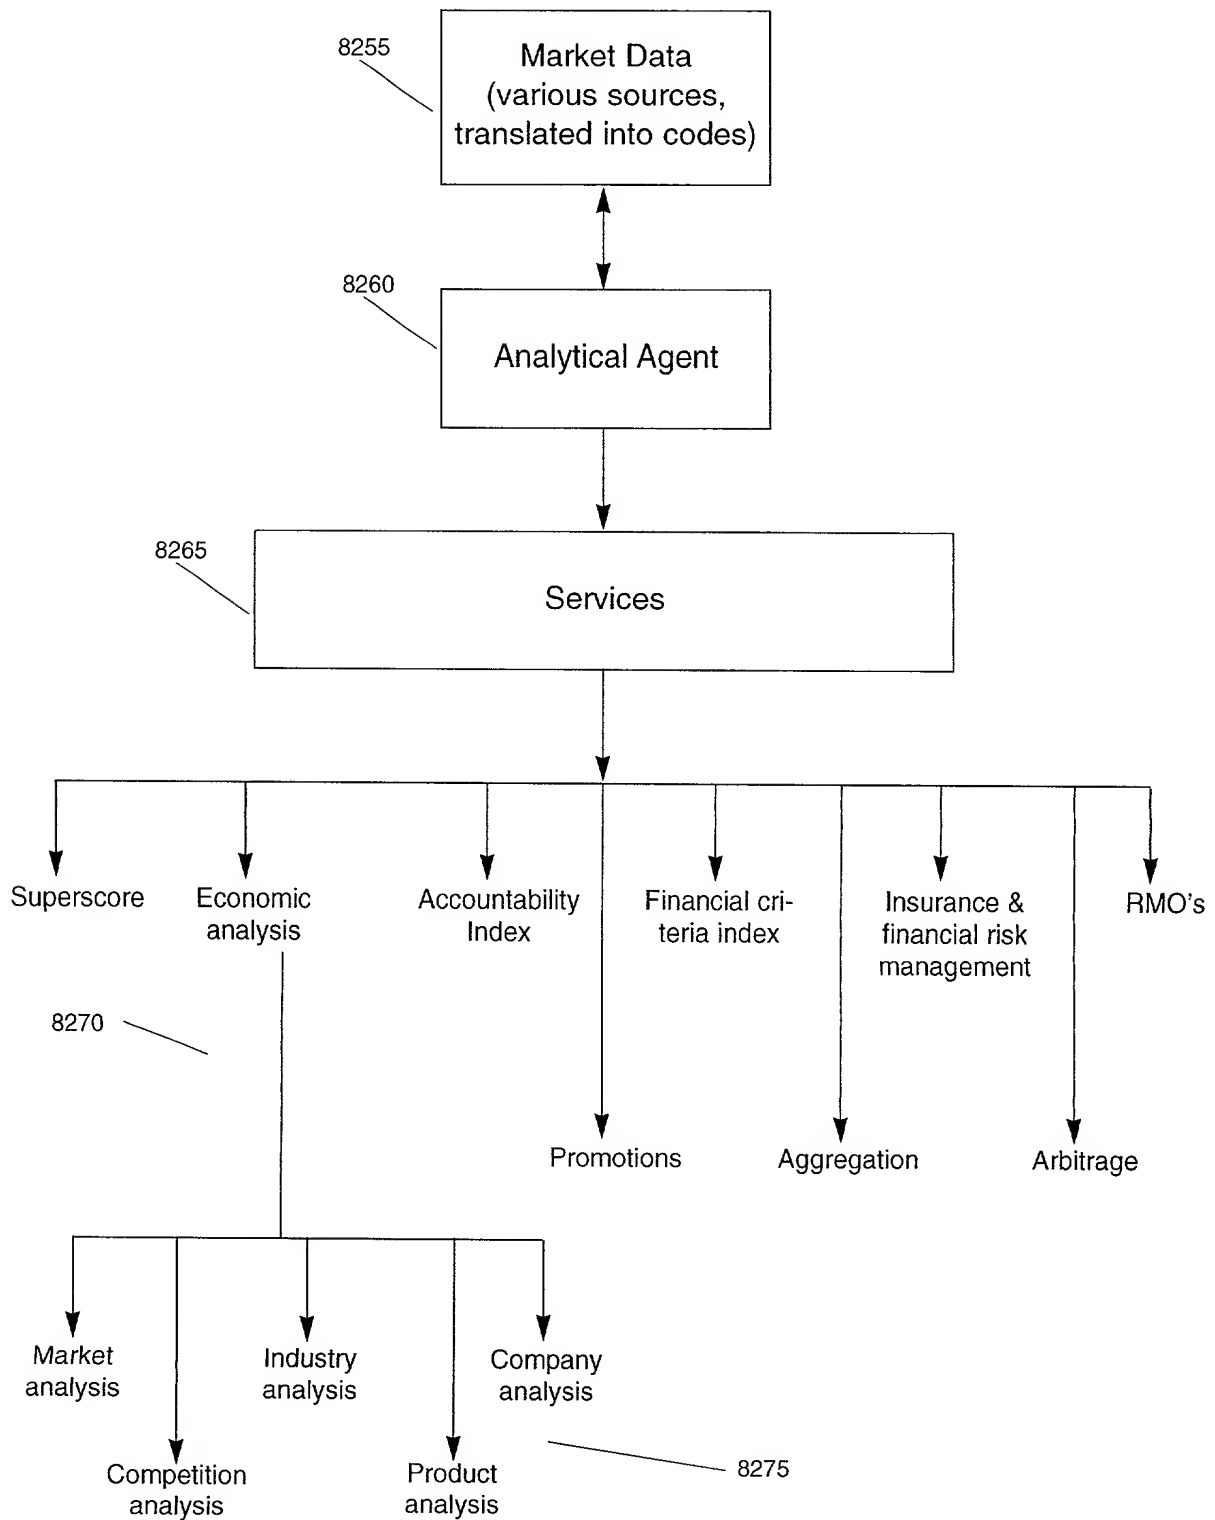 8255
Market Data
(various sources,
translated into codes)
8260
Analytical Agent
8265
Services
Superscore
Economic
analysis
Accountability
Index
Financial cri-
teria index
Insurance &
financial risk
management
RMO's
8270
Promotions
Aggregation
Arbitrage
Market
analysis
Industry
analysis
Company
analysis
Competition
analysis
Product
analysis
8275